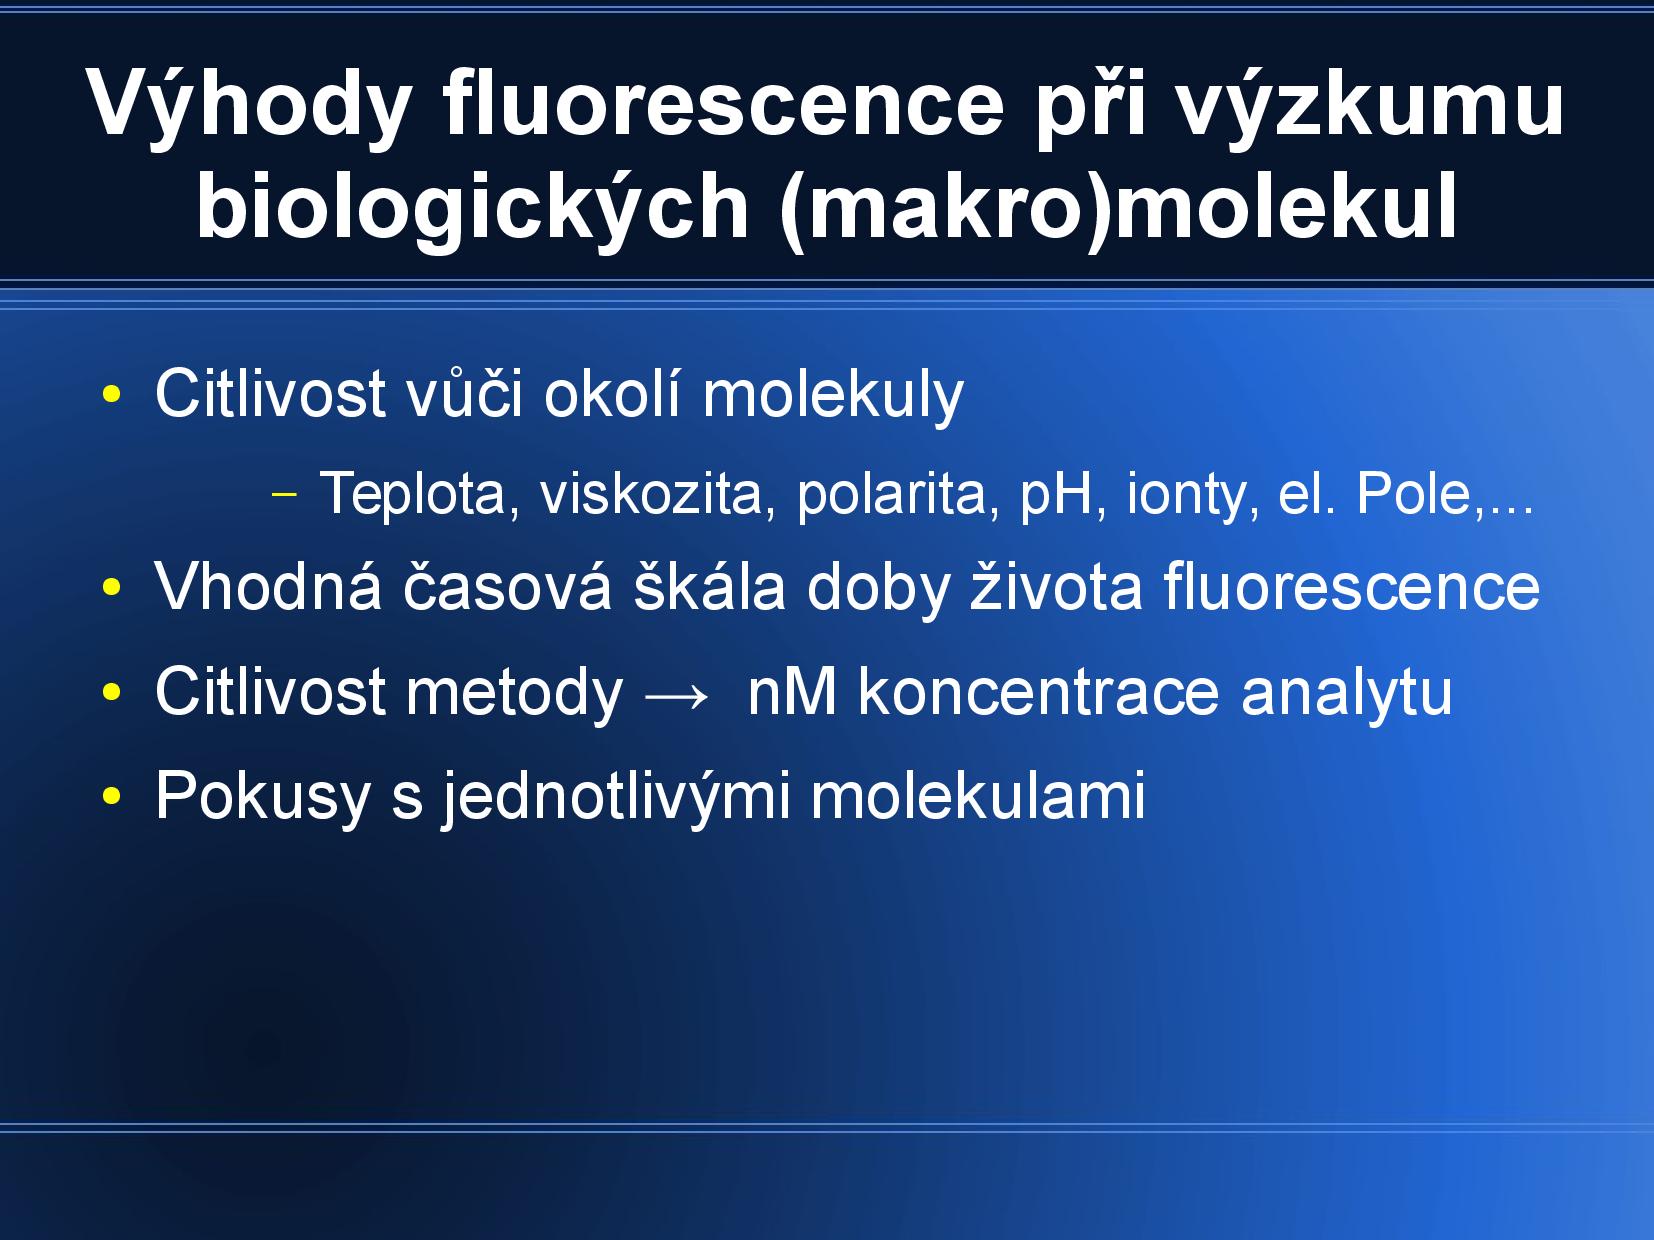 Výhody fluorescence při výzkumu
biologických (makro)molekul
• Citlivost vůči okolí molekuly
– Teplota, viskozita, polarita, pH, ionty, el. Pole,...
• Vhodná časová škála doby života fluorescence
• Citlivost metody → nM koncentrace analytu
• Pokusy s jednotlivými molekulami